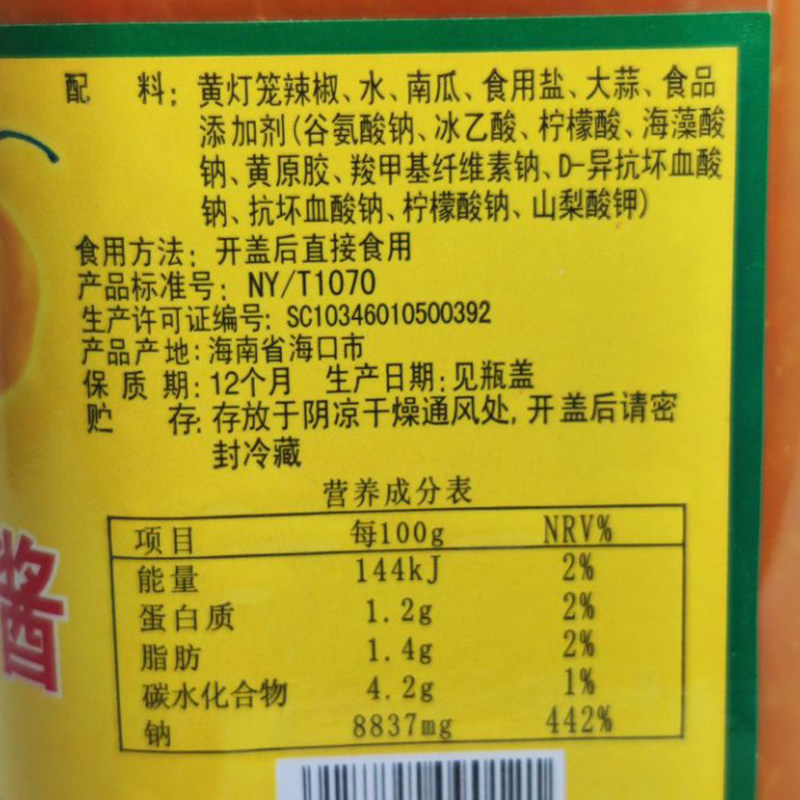 配 料: 黄灯笼辣椒、水、南瓜、食用盐、大蒜、食品
添加剂(谷氨酸钠、冰乙酸、柠檬酸、海藻酸
钠、黄原胶、羧甲基纤维素钠、D-异抗坏血酸
钠、抗坏血酸钠、柠檬酸钠、山梨酸钾)
食用方法: 开盖后直接食用
产品标准号: NY/T1070
生产许可证编号: SC10346010500392
产品产地: 海南省海口市
保 质 期: 12个月 生产日期: 见瓶盖
贮 存: 存放于阴凉干燥通风处, 开盖后请密
封冷藏
酱
营养成分表
项目 每100g NRV%
能量 144kJ 2%
蛋白质 1.2g 2%
脂肪 1.4g 2%
碳水化合物 4.2g 1%
钠 8837mg 442%